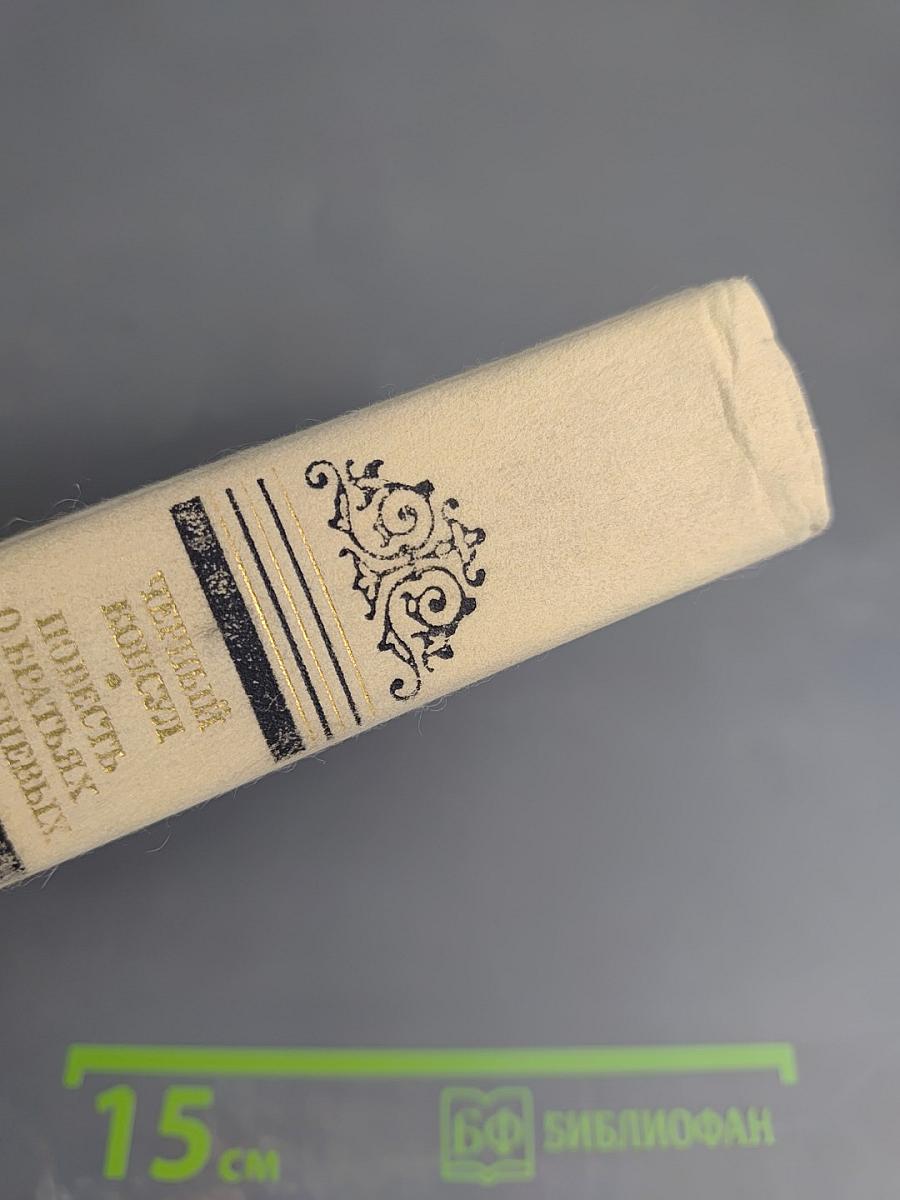 ЧЕРНЫЙ
КОНСУЛ
•
ПОВЕСТЬ
О БРАТЬЯХ
15 см
БФ БИБЛИОФАН